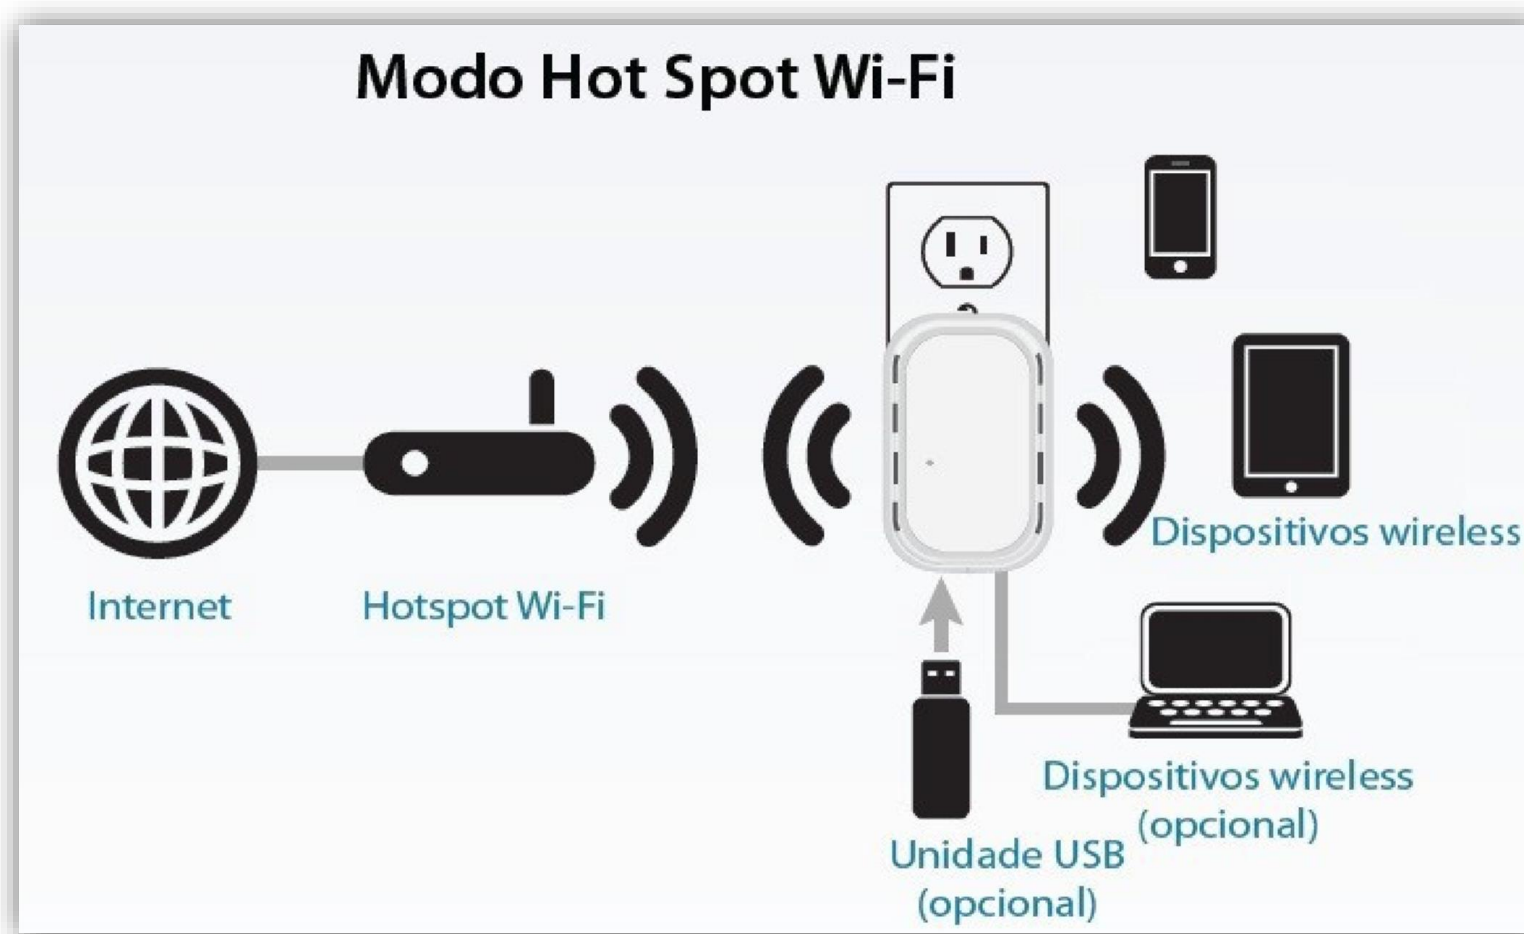 Modo Hot Spot Wi-Fi
Internet
Hotspot Wi-Fi
Dispositivos wireless
Dispositivos wireless
(opcional)
Unidade USB
(opcional)